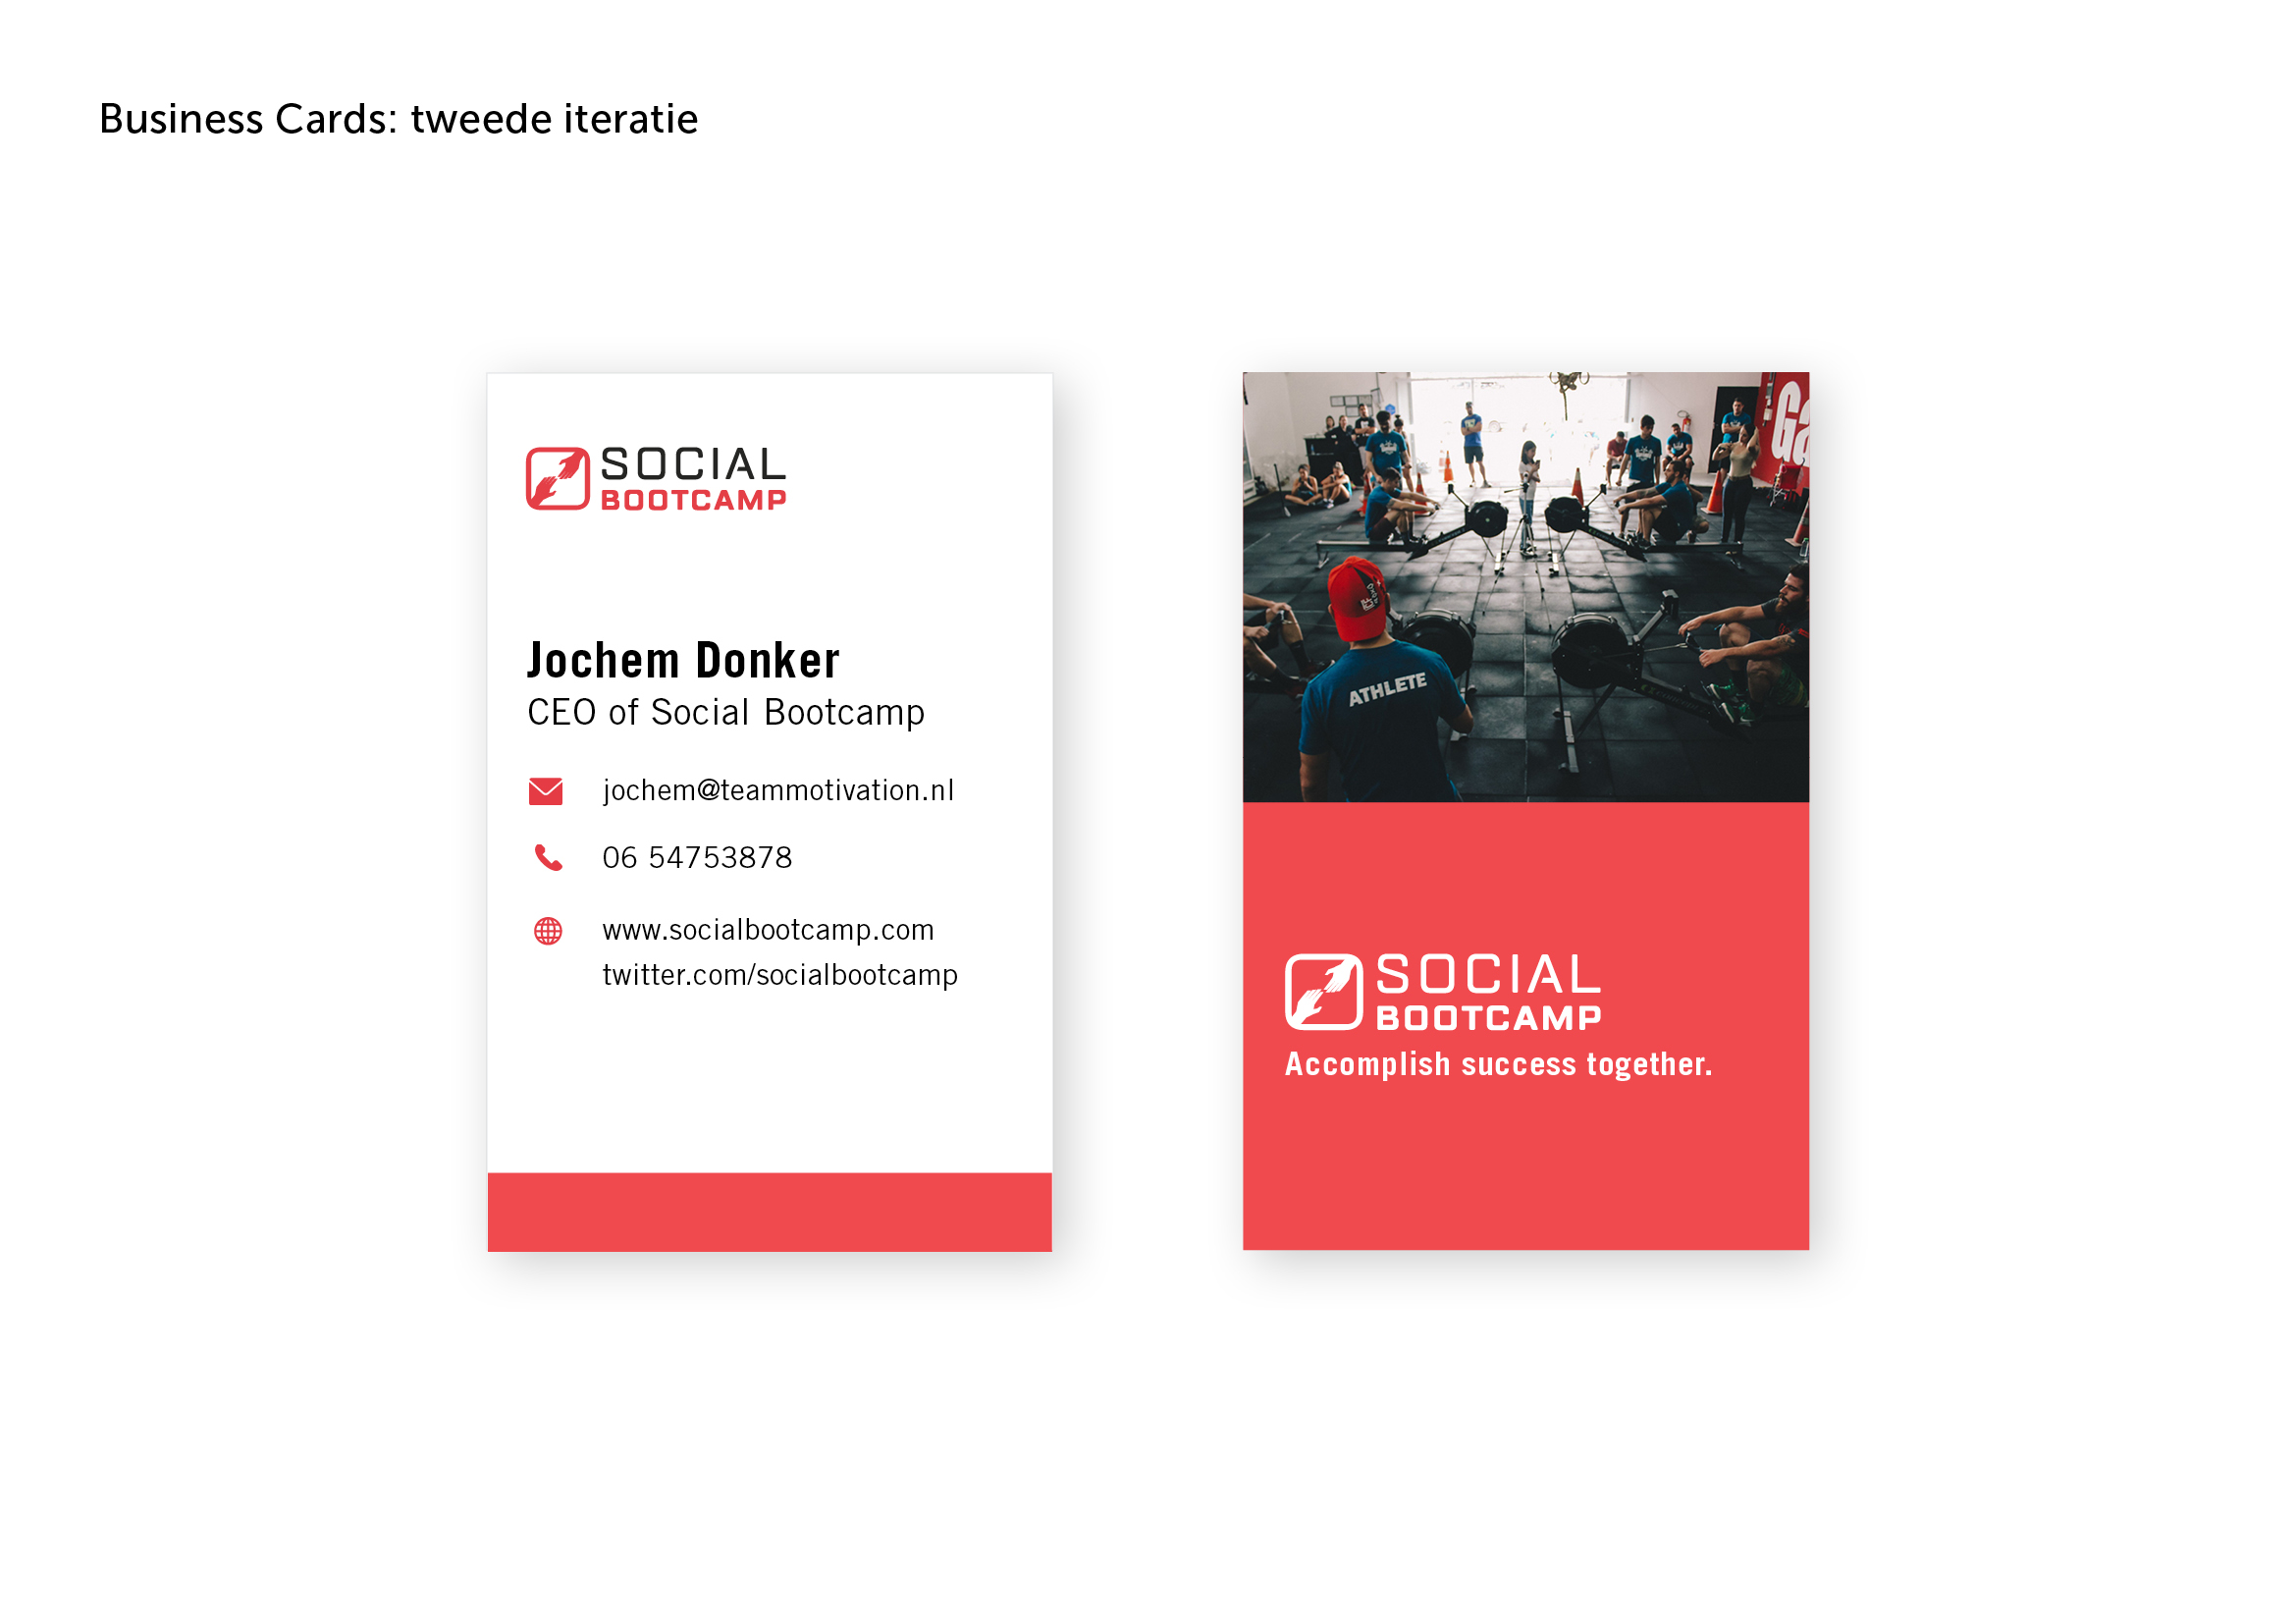 Business Cards: tweede iteratie
SOCIAL
BOOTCAMP
Jochem Donker
CEO of Social Bootcamp
jochem@teammotivation.nl
06 54753878
www.socialbootcamp.com
twitter.com/socialbootcamp
ATHLETE
SOCIAL
BOOTCAMP
Accomplish success together.